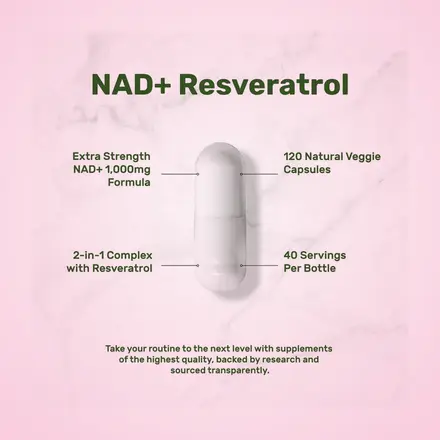 NAD+ Resveratrol
Extra Strength
NAD+ 1,000mg
Formula
120 Natural Veggie
Capsules
2-in-1 Complex
with Resveratrol
40 Servings
Per Bottle
Take your routine to the next level with supplements
of the highest quality, backed by research and
sourced transparently.